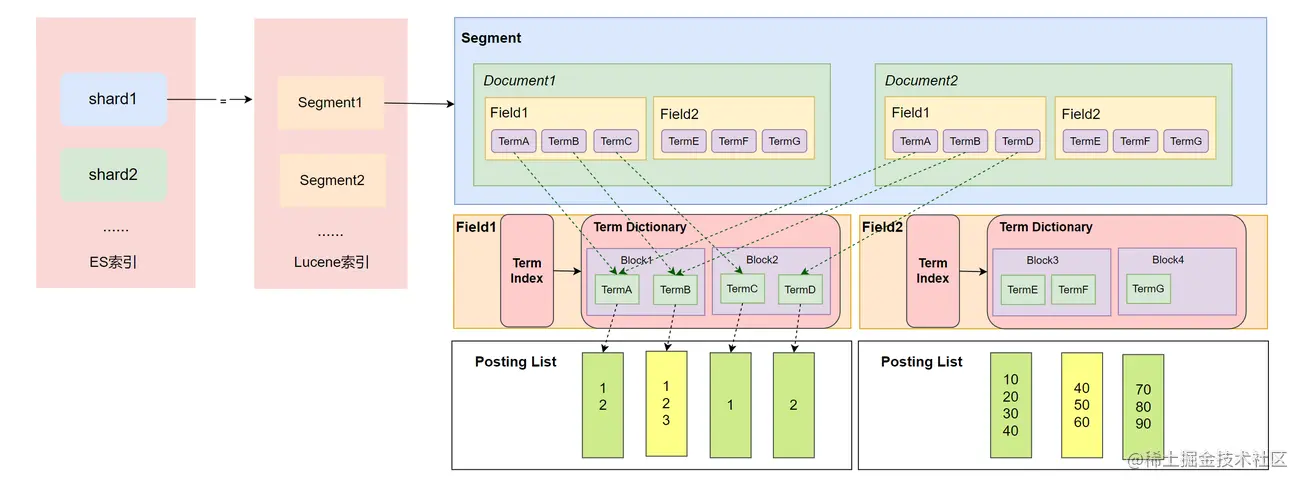 shard1
=
shard2
......
ES索引
Segment1
Segment2
......
Lucene索引
Segment
Document1
Field1
TermA TermB TermC
Field2
TermE TermF TermG
Document2
Field1
TermA TermB TermD
Field2
TermE TermF TermG
Field1
Term
Index
Term Dictionary
Block1
TermA TermB
Block2
TermC TermD
Field2
Term
Index
Term Dictionary
Block3
TermE TermF
Block4
TermG
Posting List
1
2
1
2
3
1
2
Posting List
10
20
30
40
40
50
60
70
80
90
@稀土掘金技术社区